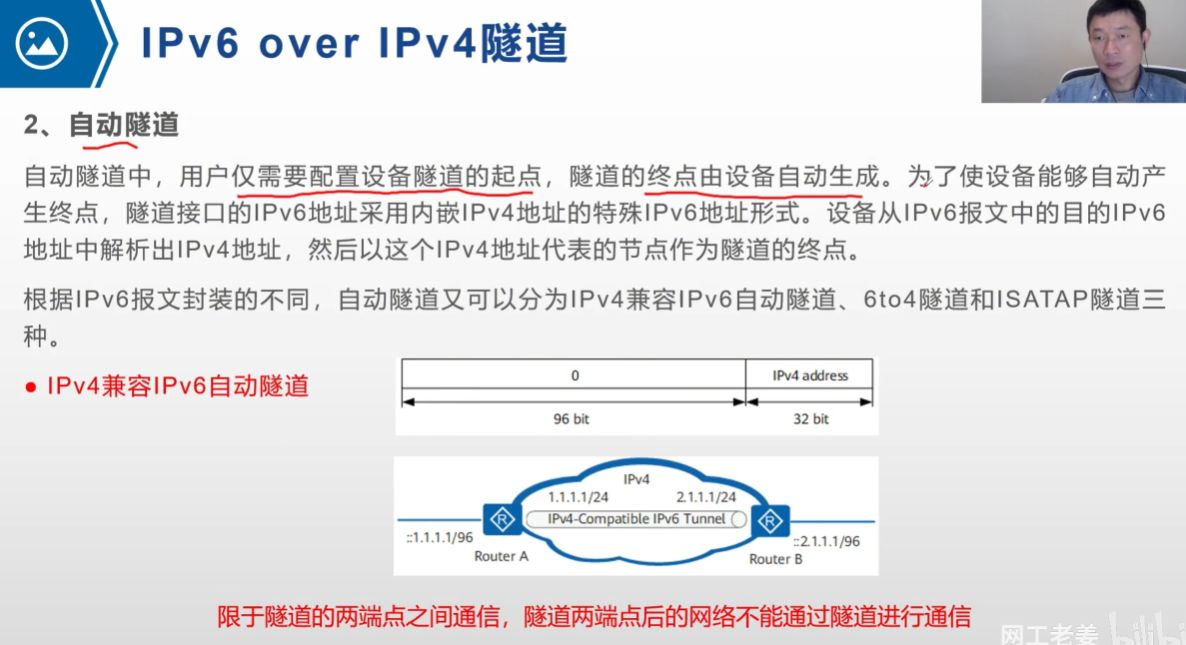 IPv6 over IPv4隧道
2、自动隧道
自动隧道中，用户仅需要配置设备隧道的起点，隧道的终点由设备自动生成。为了使设备能够自动产
生终点，隧道接口的IPv6地址采用内嵌IPv4地址的特殊IPv6地址形式。设备从IPv6报文中的目的IPv6
地址中解析出IPv4地址，然后以这个IPv4地址代表的节点作为隧道的终点。
根据IPv6报文封装的不同，自动隧道又可以分为IPv4兼容IPv6自动隧道、6to4隧道和ISATAP隧道三
种。
● IPv4兼容IPv6自动隧道
0 IPv4 address
96 bit 32 bit
IPv4
1.1.1.1/24 2.1.1.1/24
R IPv4-Compatible IPv6 Tunnel R
::1.1.1.1/96 ::2.1.1.1/96
Router A Router B
限于隧道的两端点之间通信，隧道两端点后的网络不能通过隧道进行通信
网工老姜 bilibili